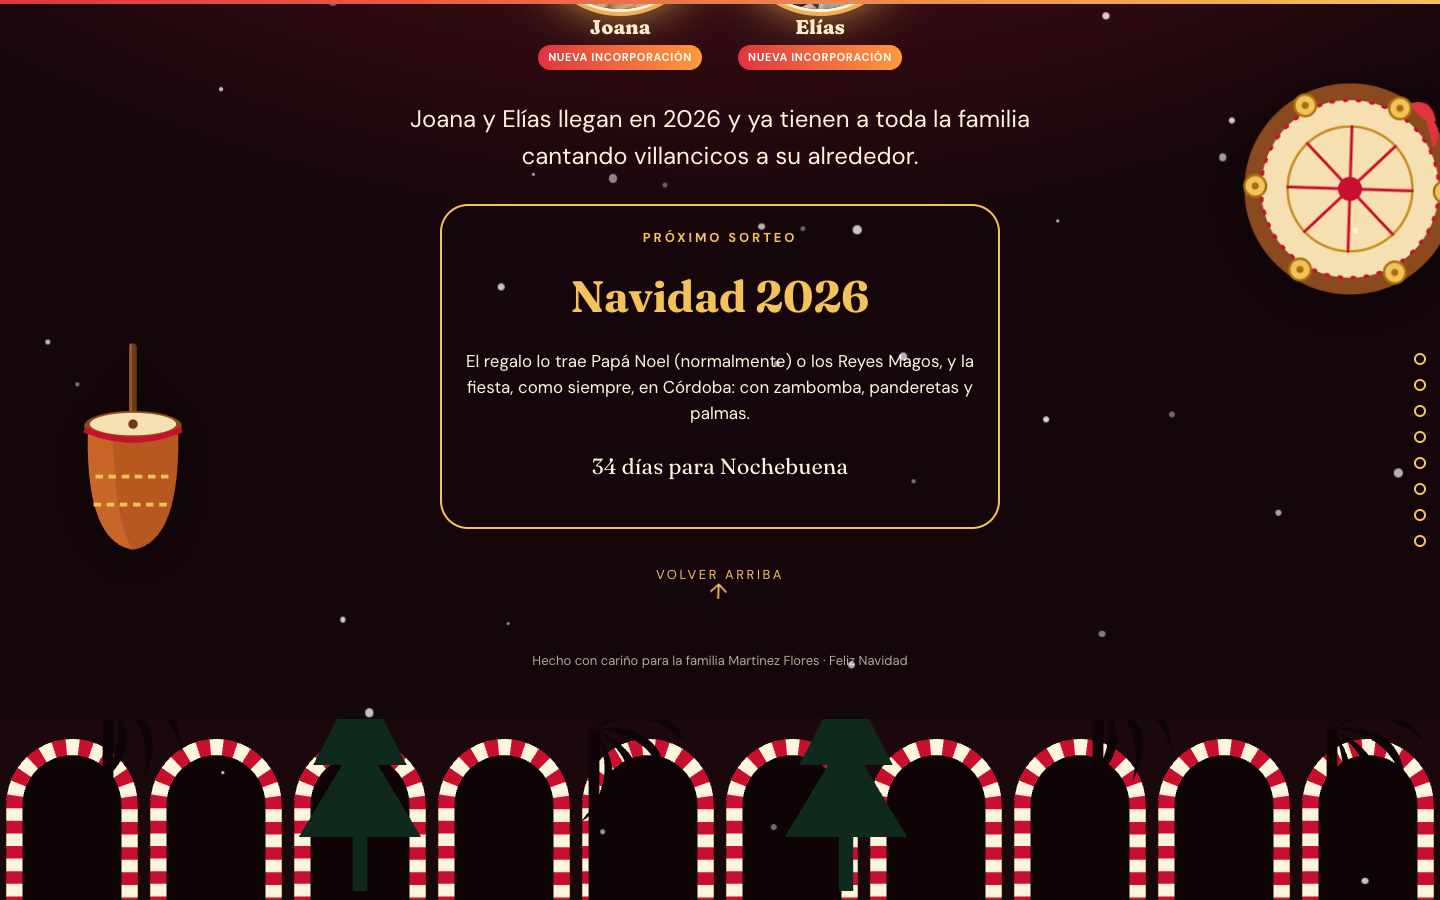 Joana
Elías
NUEVA INCORPORACIÓN
NUEVA INCORPORACIÓN
Joana y Elías llegan en 2026 y ya tienen a toda la familia
cantando villancicos a su alrededor.
PRÓXIMO SORTEO
Navidad 2026
El regalo lo trae Papá Noel (normalmente) o los Reyes Magos, y la
fiesta, como siempre, en Córdoba: con zambomba, panderetas y
palmas.
34 días para Nochebuena
VOLVER ARRIBA
Hecho con cariño para la familia Martinez Flores · Feliz Navidad